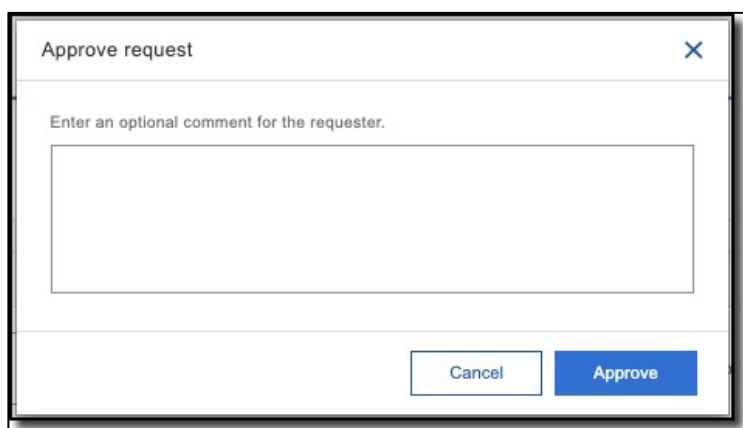 Approve request
Enter an optional comment for the requester.
Cancel
Approve